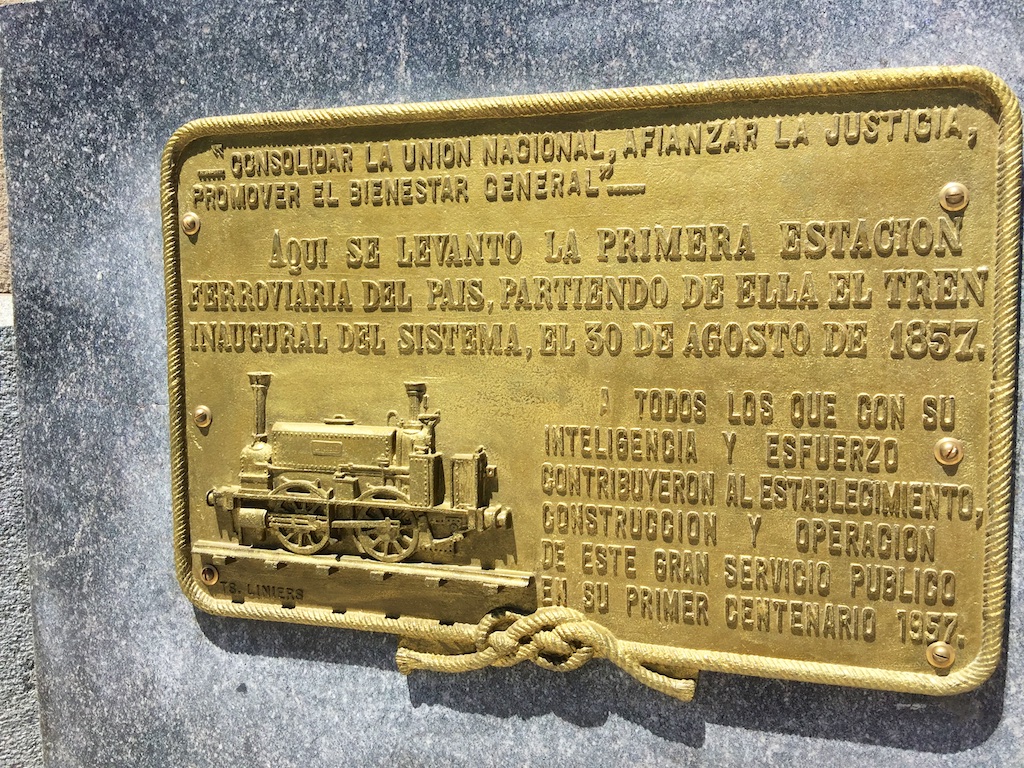 "CONSOLIDAR LA UNION NACIONAL, AFIANZAR LA JUSTICIA,
PROMOVER EL BIENESTAR GENERAL"
AQUI SE LEVANTO LA PRIMERA ESTACION
FERROVIARIA DEL PAIS, PARTIENDO DE ELLA EL TREN
INAUGURAL DEL SISTEMA, EL 30 DE AGOSTO DE 1857.
A TODOS LOS QUE CON SU
INTELIGENCIA Y ESFUERZO
CONTRIBUYERON AL ESTABLECIMIENTO,
CONSTRUCCION Y OPERACION
DE ESTE GRAN SERVICIO PUBLICO
EN SU PRIMER CENTENARIO 1957.
TS. LINIERS